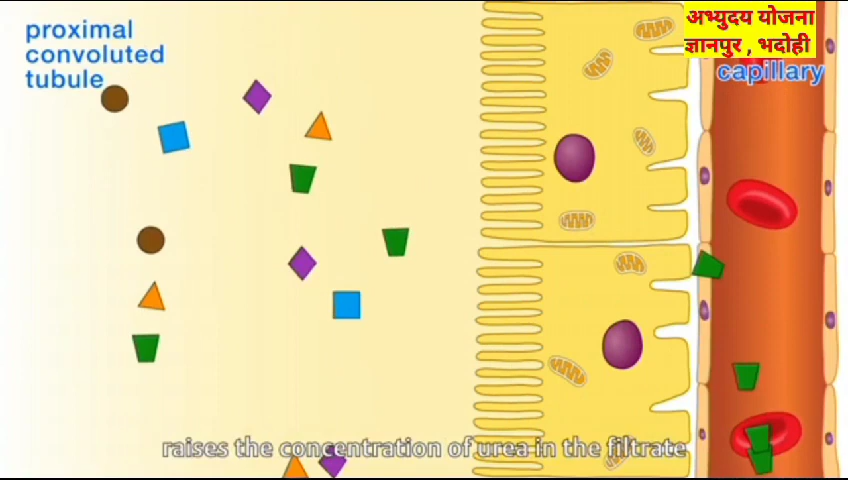 proximal
convoluted
tubule
अभ्युदय योजना
ज्ञानपुर , भदोही
capillary
raises the concentration of urea in the filtrate